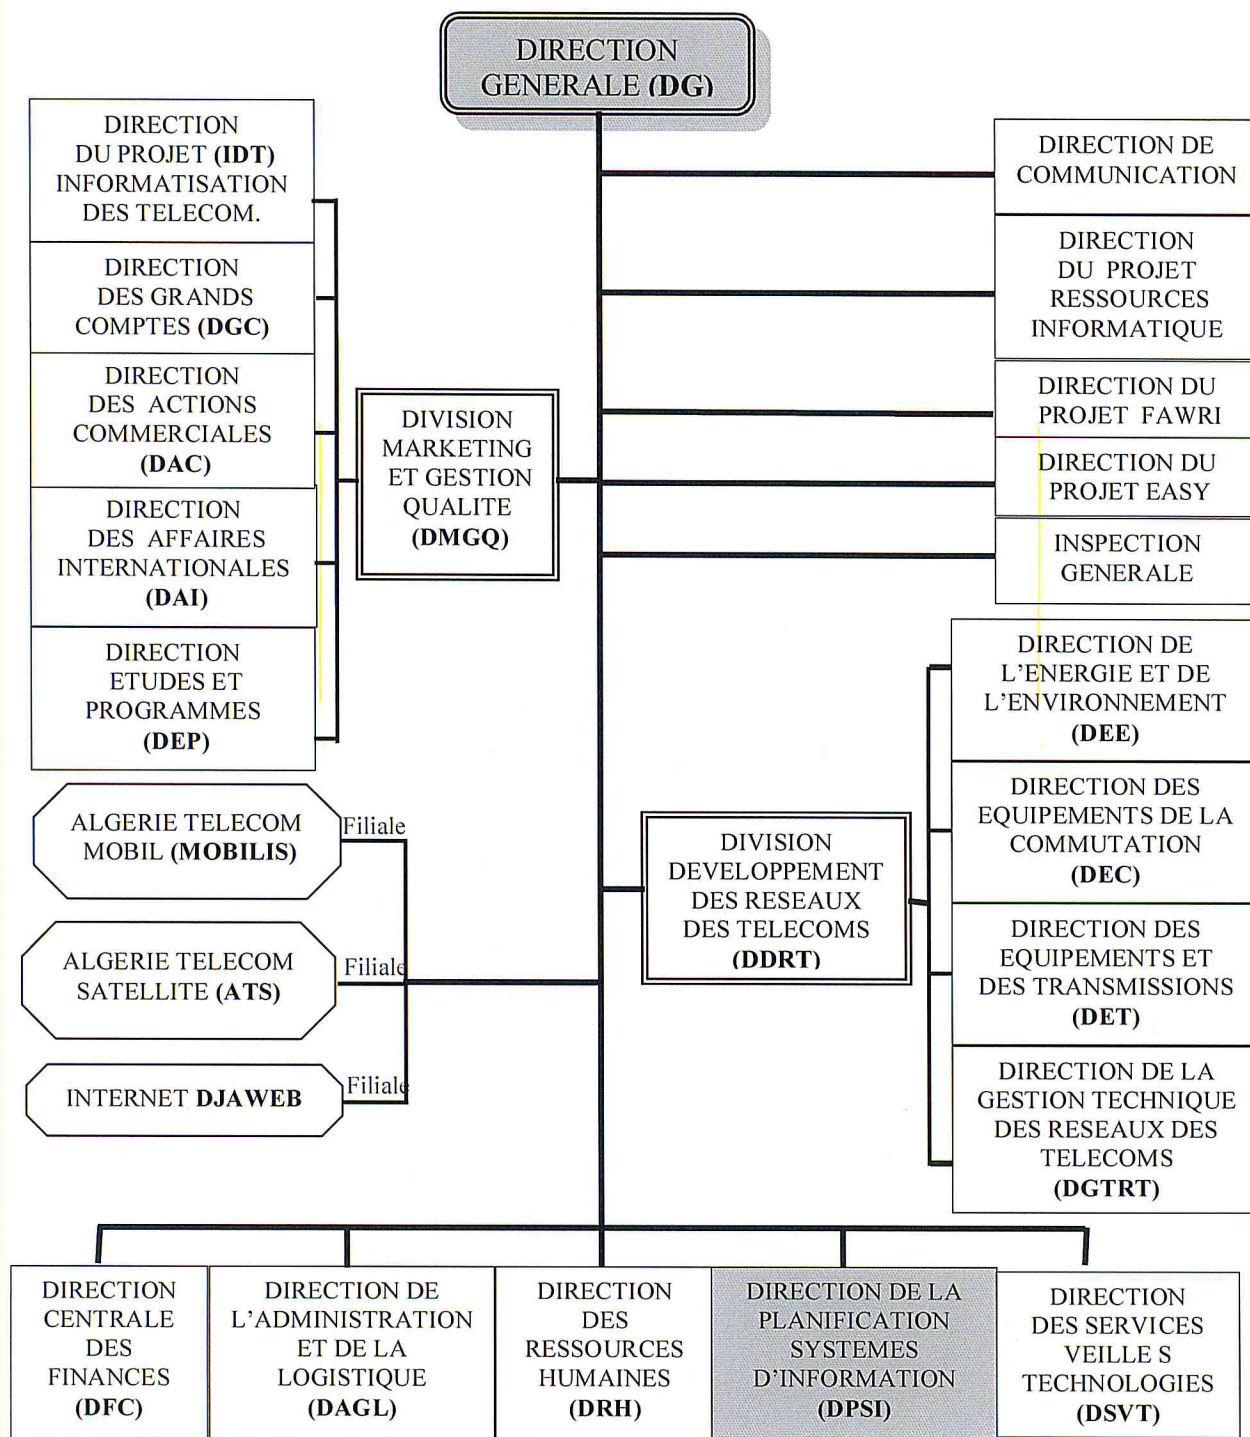 DIRECTION
GENERALE (DG)
DIRECTION
DU PROJET (IDT)
INFORMATISATION
DES TELECOM.
DIRECTION
DES GRANDS
COMPTES (DGC)
DIRECTION
DES ACTIONS
COMMERCIALES
(DAC)
DIRECTION
DES AFFAIRES
INTERNATIONALES
(DAI)
DIRECTION
ETUDES ET
PROGRAMMES
(DEP)
DIVISION
MARKETING
ET GESTION
QUALITE
(DMGQ)
DIRECTION DE
COMMUNICATION
DIRECTION
DU PROJET
RESSOURCES
INFORMATIQUE
DIRECTION DU
PROJET FAWRI
DIRECTION DU
PROJET EASY
INSPECTION
GENERALE
ALGERIE TELECOM
MOBIL (MOBILIS)
Filiale
ALGERIE TELECOM
SATELLITE (ATS)
Filiale
INTERNET DJAWEB
Filiale
DIVISION
DEVELOPPEMENT
DES RESEAUX
DES TELECOMS
(DDRT)
DIRECTION DE
L'ENERGIE ET DE
L'ENVIRONNEMENT
(DEE)
DIRECTION DES
EQUIPEMENTS DE LA
COMMUTATION
(DEC)
DIRECTION DES
EQUIPEMENTS ET
DES TRANSMISSIONS
(DET)
DIRECTION DE LA
GESTION TECHNIQUE
DES RESEAUX DES
TELECOMS
(DGTRT)
DIRECTION
CENTRALE
DES
FINANCES
(DFC)
DIRECTION DE
L'ADMINISTRATION
ET DE LA
LOGISTIQUE
(DAGL)
DIRECTION
DES
RESSOURCES
HUMAINES
(DRH)
DIRECTION DE LA
PLANIFICATION
SYSTEMES
D'INFORMATION
(DPSI)
DIRECTION
DES SERVICES
VEILLE S
TECHNOLOGIES
(DSVT)